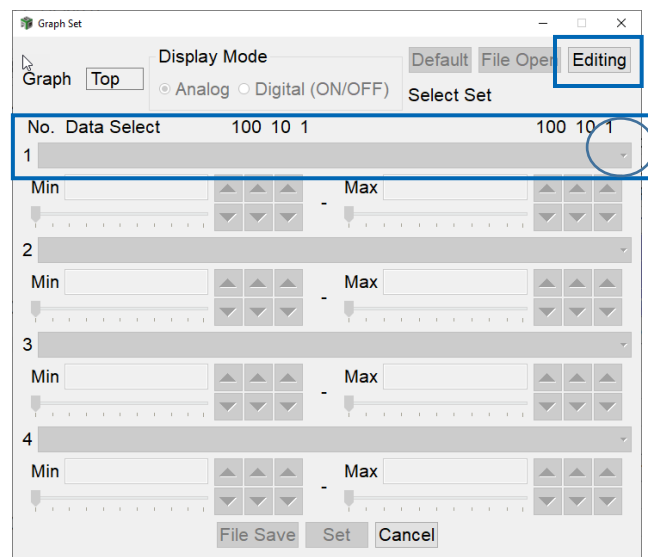 Graph Set
Display Mode
Default File Open Editing
Graph Top
Analog Digital (ON/OFF)
Select Set
No. Data Select 100 10 1 100 10 1
1
Min - Max
2
Min - Max
3
Min - Max
4
Min - Max
File Save Set Cancel